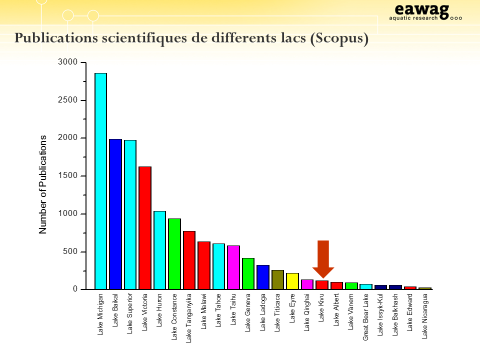 eawag
aquatic research
Publications scientifiques de differents lacs (Scopus)
Number of Publications
3000
2500
2000
1500
1000
500
0
Lake Michigan
Lake Baikal
Lake Superior
Lake Victoria
Lake Huron
Lake Constance
Lake Tanganyika
Lake Malawi
Lake Tahoe
Lake Taihu
Lake Geneva
Lake Ladoga
Lake Titicaca
Lake Eyre
Lake Qinghai
Lake Kivu
Lake Albert
Lake Vanern
Great Bear Lake
Lake Issyk-Kul
Lake Balkhash
Lake Edward
Lake Nicaragua